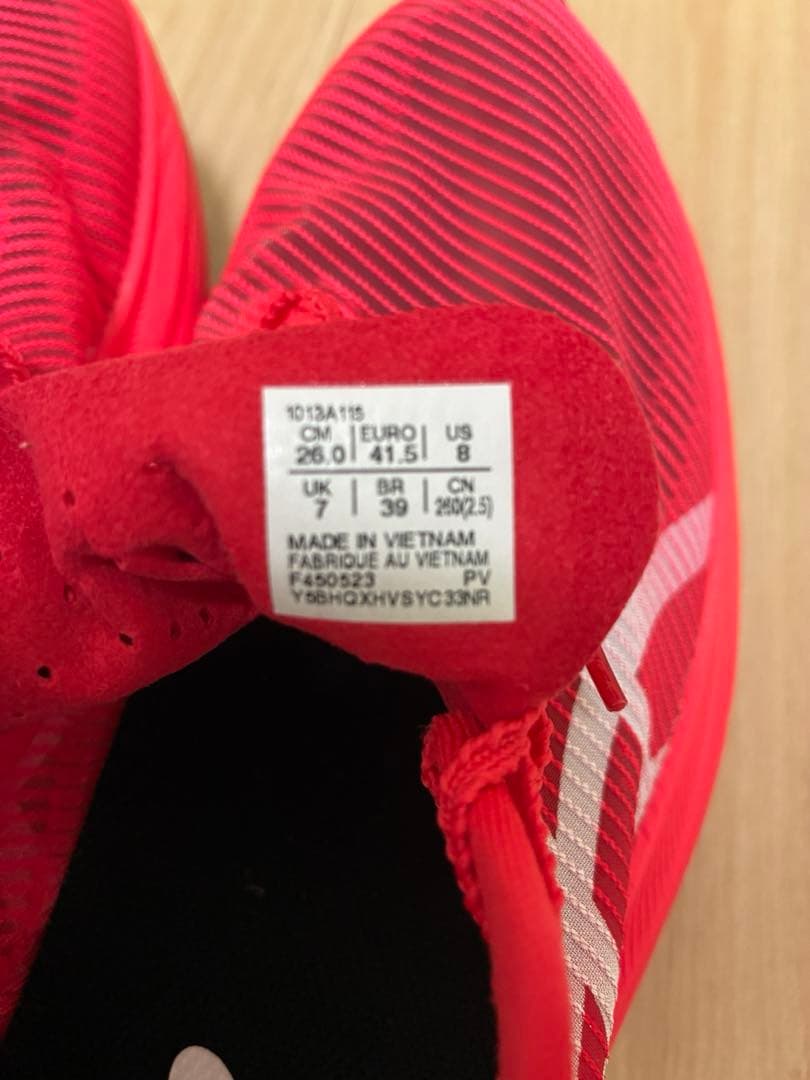 1013A115
CM | EURO | US
26.0 | 41.5 | 8
UK | BR | CN
7 | 39 | 260(2.5)
MADE IN VIETNAM
FABRIQUE AU VIETNAM
F450523 PV
Y5BHQXHVSYC33NR